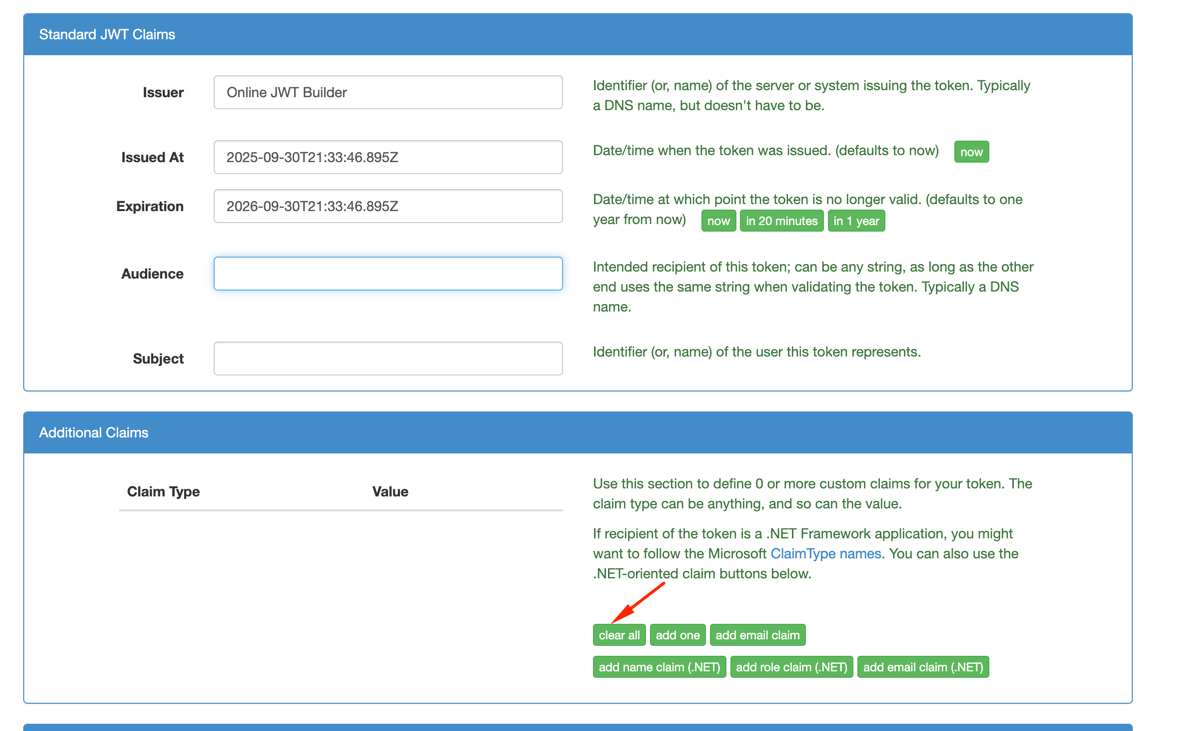 Standard JWT Claims
Issuer
Online JWT Builder
Identifier (or, name) of the server or system issuing the token. Typically
a DNS name, but doesn't have to be.
Issued At
2025-09-30T21:33:46.895Z
Date/time when the token was issued. (defaults to now) now
Expiration
2026-09-30T21:33:46.895Z
Date/time at which point the token is no longer valid. (defaults to one
year from now) now in 20 minutes in 1 year
Audience
Intended recipient of this token; can be any string, as long as the other
end uses the same string when validating the token. Typically a DNS
name.
Subject
Identifier (or, name) of the user this token represents.
Additional Claims
Claim Type Value
Use this section to define 0 or more custom claims for your token. The
claim type can be anything, and so can the value.
If recipient of the token is a .NET Framework application, you might
want to follow the Microsoft ClaimType names. You can also use the
.NET-oriented claim buttons below.
clear all add one add email claim
add name claim (.NET) add role claim (.NET) add email claim (.NET)